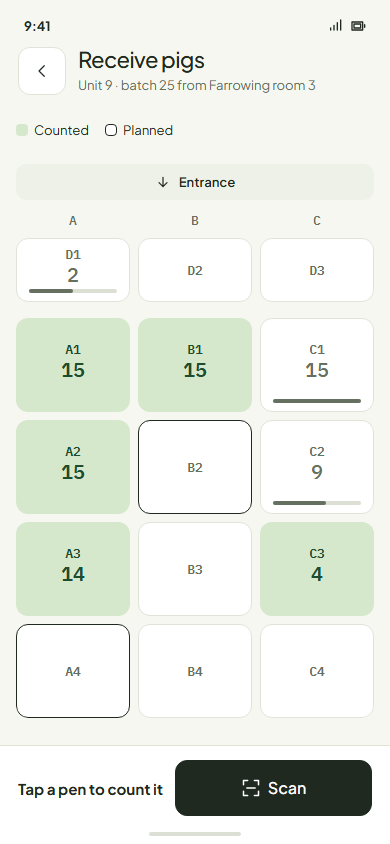 9:41
Receive pigs
Unit 9 · batch 25 from Farrowing room 3
Counted Planned
Entrance
A B C
D1 D2 D3
2
A1 B1 C1
15 15 15
A2 B2 C2
15 9
A3 B3 C3
14 4
A4 B4 C4
Tap a pen to count it Scan